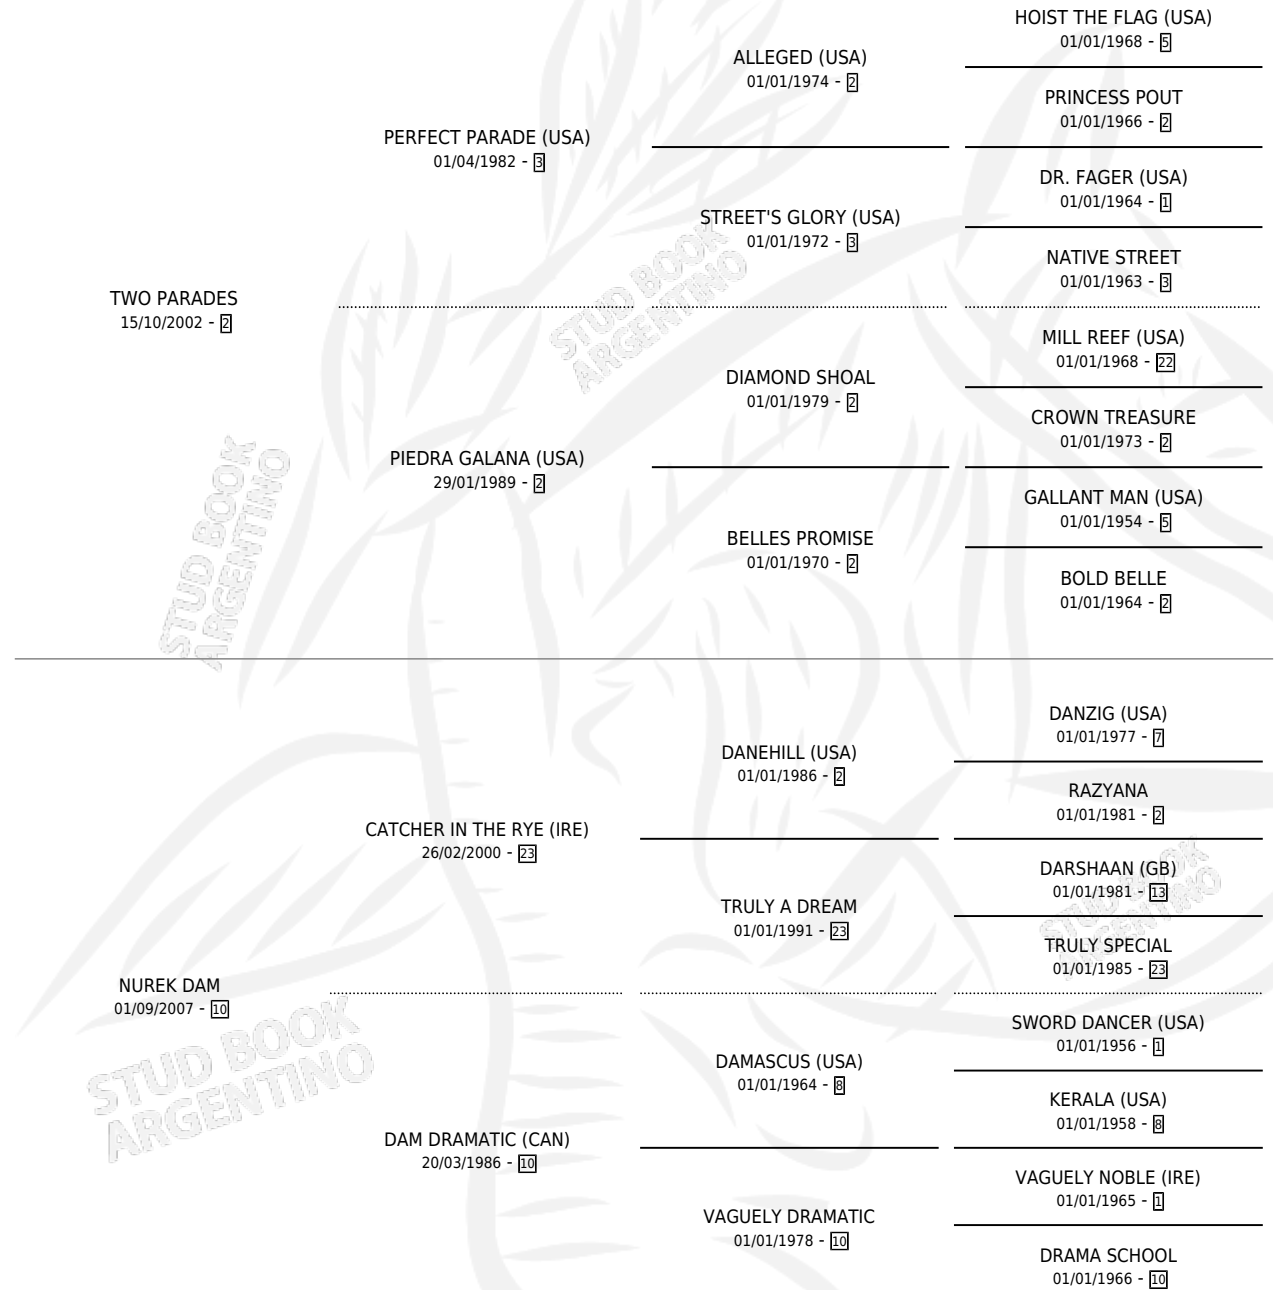 HOIST THE FLAG (USA)
01/01/1968 - 5
ALLEGED (USA)
01/01/1974 - 2
PRINCESS POUT
01/01/1966 - 2
PERFECT PARADE (USA)
01/04/1982 - 3
DR. FAGER (USA)
01/01/1964 - 1
STREET'S GLORY (USA)
01/01/1972 - 3
NATIVE STREET
01/01/1963 - 3
TWO PARADES
15/10/2002 - 2
STUD BOOK
ARGENTINO
MILL REEF (USA)
01/01/1968 - 22
DIAMOND SHOAL
01/01/1979 - 2
CROWN TREASURE
01/01/1973 - 2
PIEDRA GALANA (USA)
29/01/1989 - 2
GALLANT MAN (USA)
01/01/1954 - 5
BELLES PROMISE
01/01/1970 - 2
BOLD BELLE
01/01/1964 - 2
STUD BOOK
ARGENTINO
DANZIG (USA)
01/01/1977 - 7
DANEHILL (USA)
01/01/1986 - 2
RAZYANA
01/01/1981 - 2
CATCHER IN THE RYE (IRE)
26/02/2000 - 23
DARSHAAN (GB)
01/01/1981 - 13
STUD BOOK
ARGENTINO
TRULY A DREAM
01/01/1991 - 23
TRULY SPECIAL
01/01/1985 - 23
NUREK DAM
01/09/2007 - 10
STUD BOOK
ARGENTINO
SWORD DANCER (USA)
01/01/1956 - 1
DAMASCUS (USA)
01/01/1964 - 8
KERALA (USA)
01/01/1958 - 8
DAM DRAMATIC (CAN)
20/03/1986 - 10
VAGUELY NOBLE (IRE)
01/01/1965 - 1
VAGUELY DRAMATIC
01/01/1978 - 10
DRAMA SCHOOL
01/01/1966 - 10